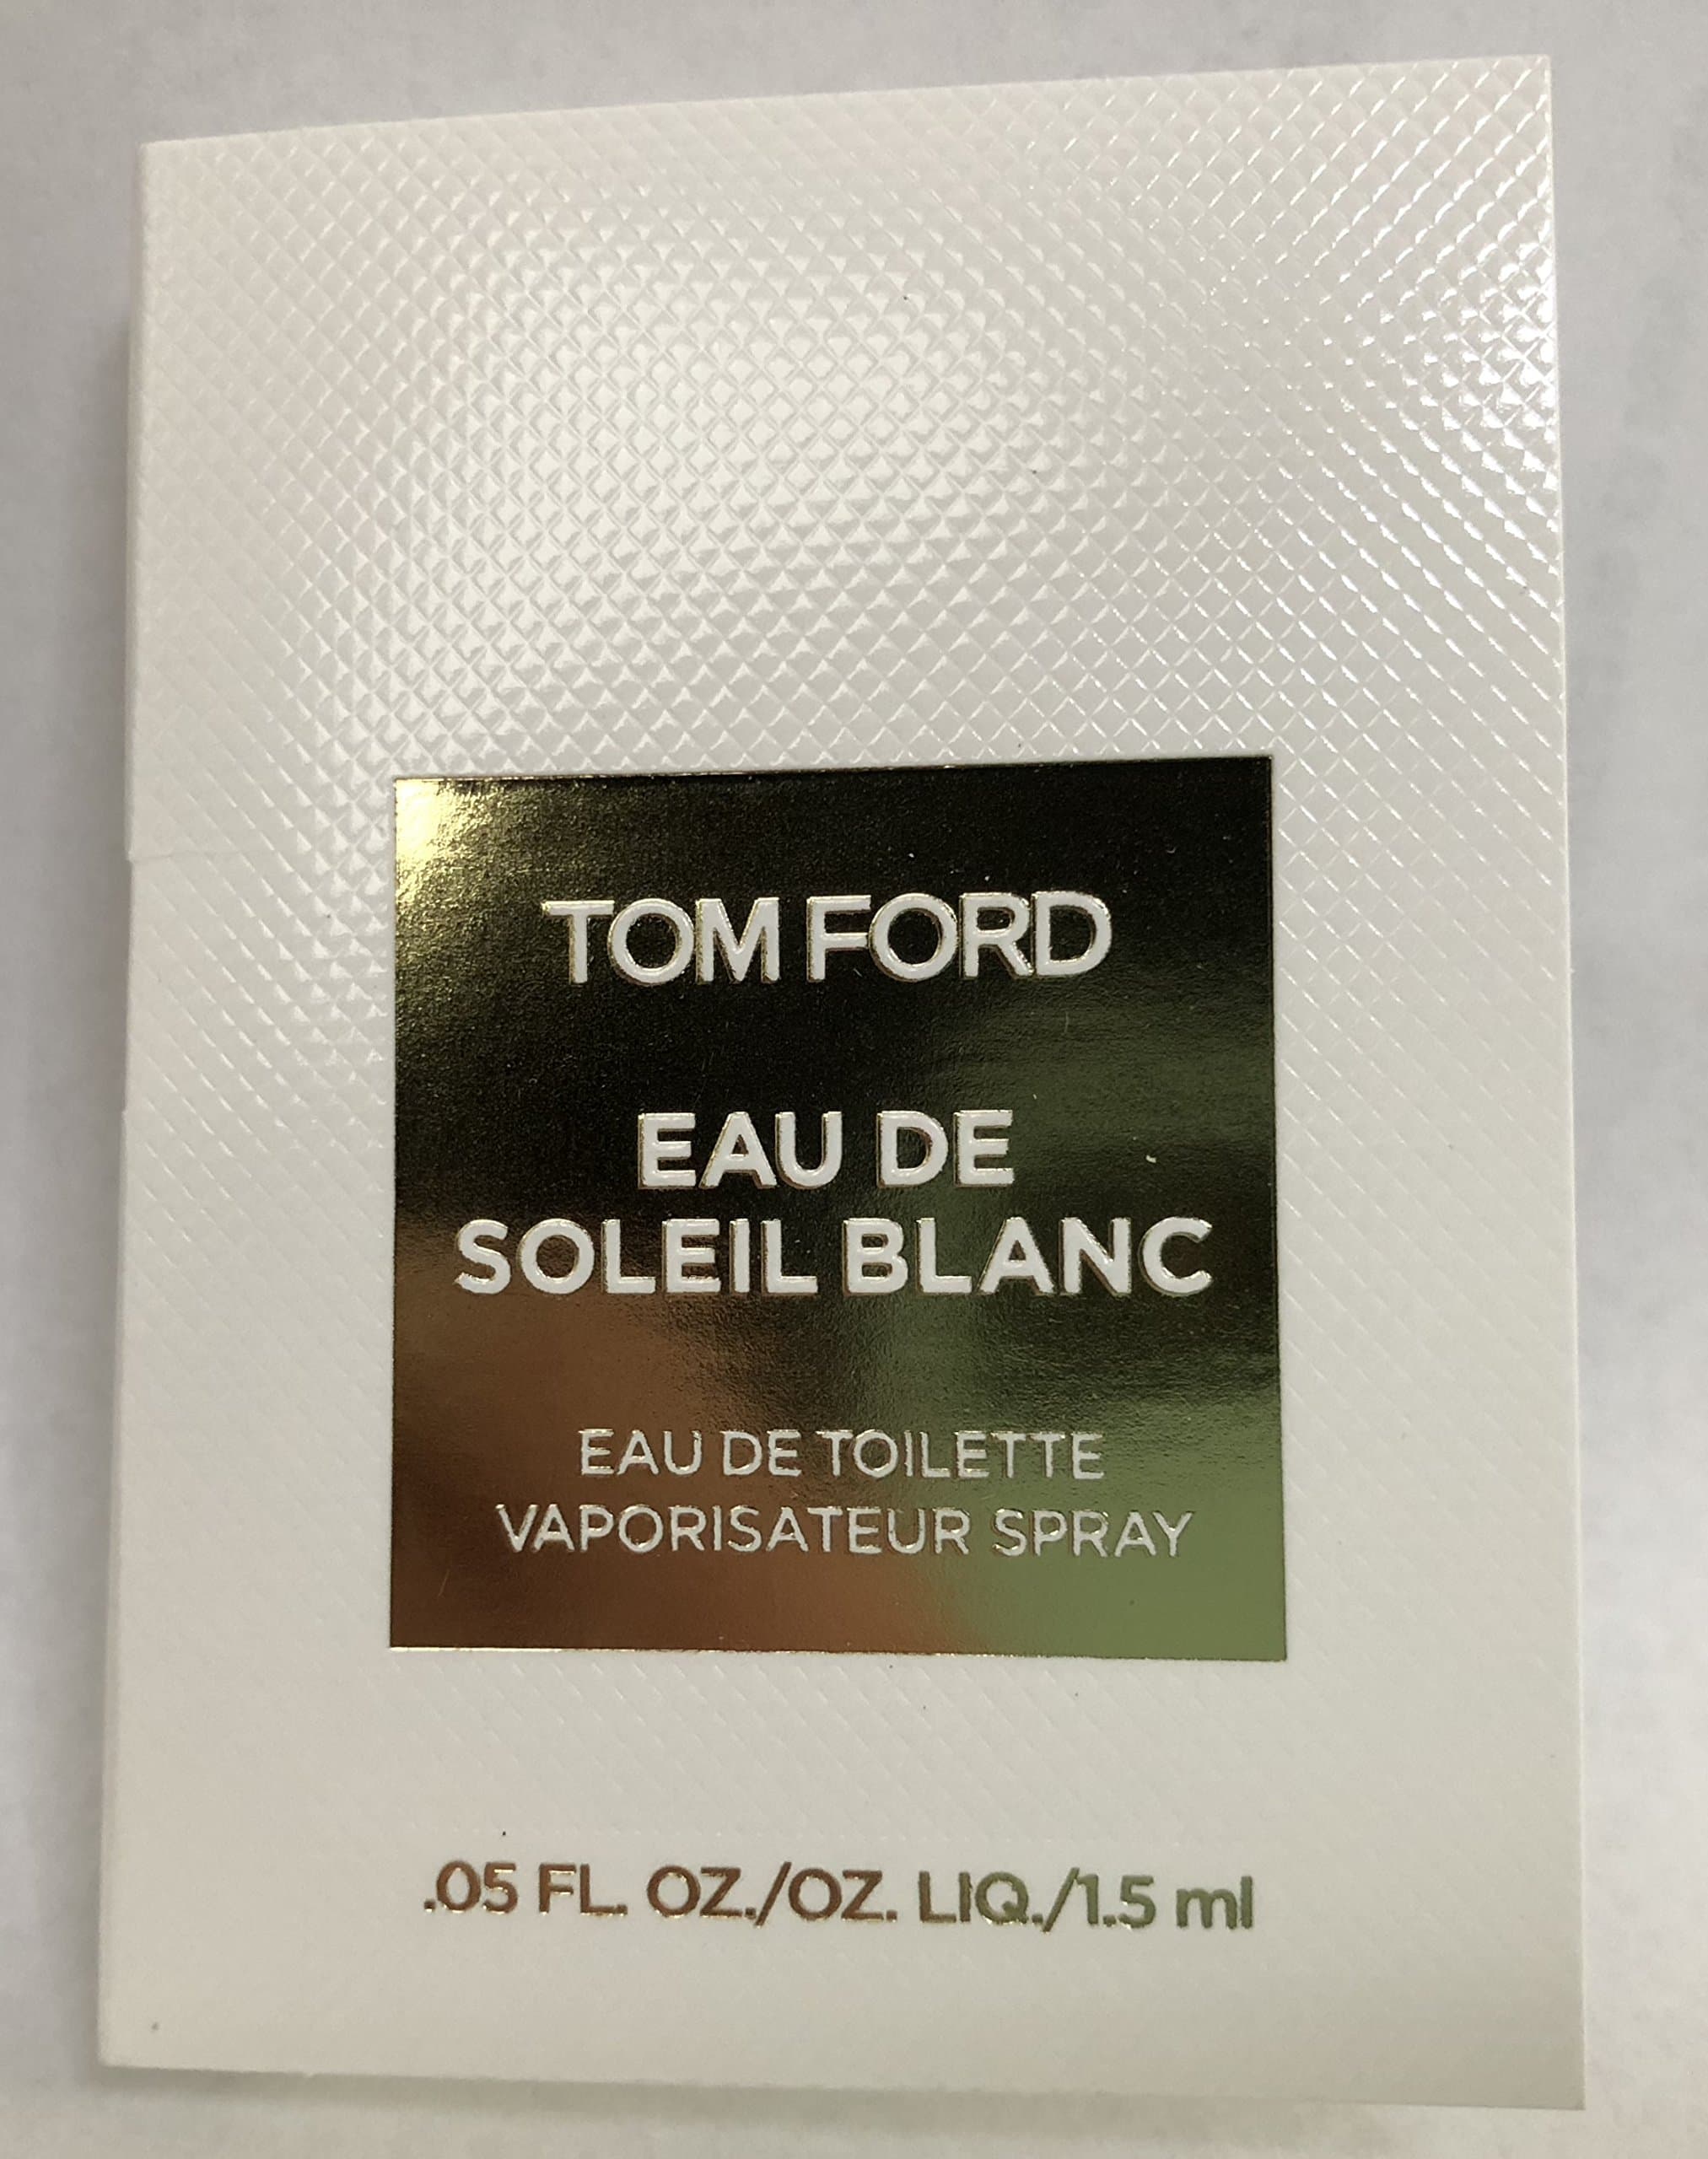 TOM FORD
EAU DE
SOLEIL BLANC
EAU DE TOILETTE
VAPORISATEUR SPRAY
.05 FL. OZ./OZ. LIQ./1.5 ml